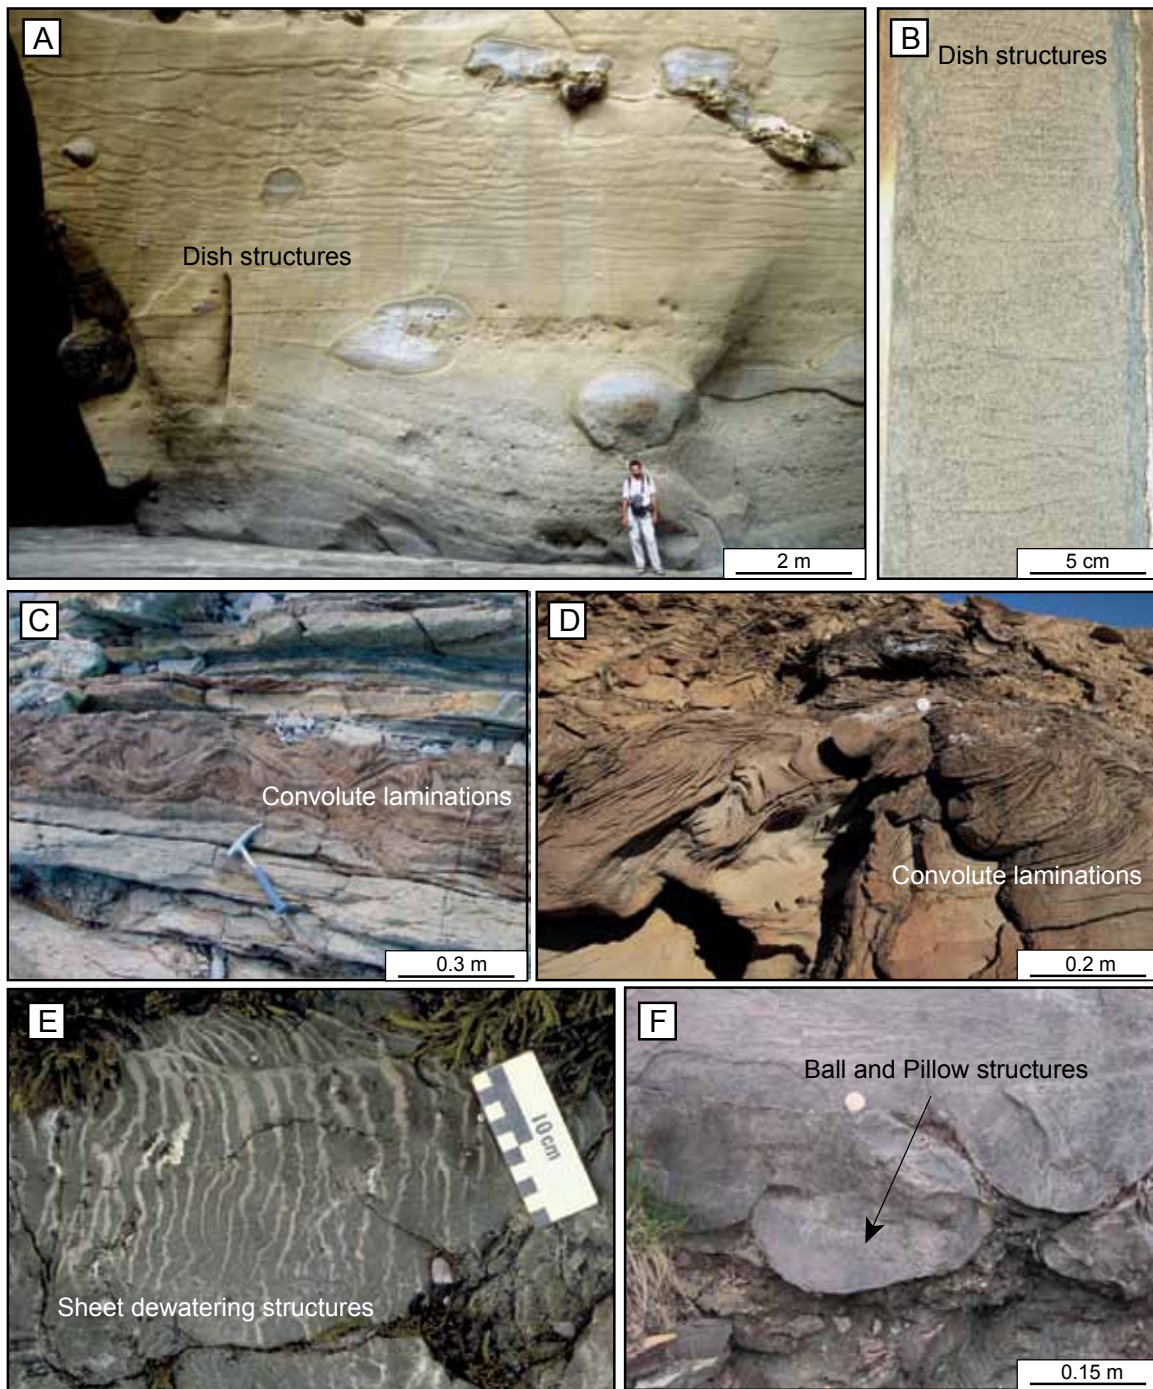 A
Dish structures
2 m
B
Dish structures
5 cm
C
Convolute laminations
0.3 m
D
Convolute laminations
0.2 m
E
10cm
Sheet dewatering structures
F
Ball and Pillow structures
0.15 m